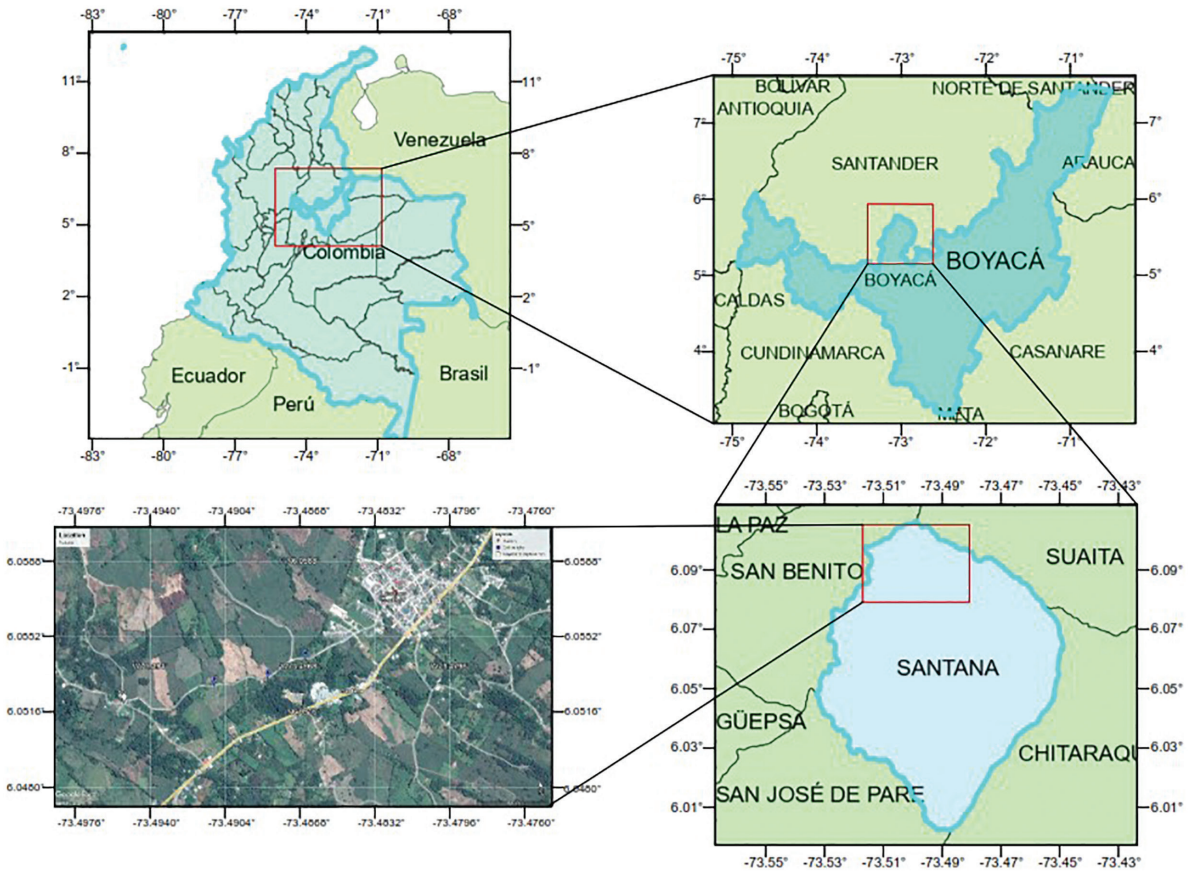 -83° -80° -77° -74° -71° -68°
11° 11°
Venezuela
8° 8°
5° 5°
Colombia
2° 2°
-1° -1°
Ecuador
Brasil
Perú
-83° -80° -77° -74° -71° -68°
-75° -74° -73° -72° -71°
BOLIVAR
NORTE DE SANTANDER
ANTIOQUIA
7° 7°
SANTANDER
ARAUCA
6° 6°
BOYACÁ
5° 5°
BOYACÁ
CALDAS
4° 4°
CUNDINAMARCA
CASANARE
BOGOTÁ
META
-75° -74° -73° -72° -71°
-73.4976° -73.4940° -73.4904° -73.4868° -73.4832° -73.4796° -73.4760°
Location
6.0588° 6.0588°
6.0552° 6.0552°
6.0516° 6.0516°
6.0480° 6.0480°
-73.4976° -73.4940° -73.4904° -73.4868° -73.4832° -73.4796° -73.4760°
-73.55 -73.53° -73.51 -73.49° -73.47° -73.45° -73.43°
LA PAZ
SUAITA
SAN BENITO
6.09° 6.09°
6.07° 6.07°
SANTANA
6.05° 6.05°
GÜEPSA
6.03° 6.03°
CHITARAQU
SAN JOSÉ DE PARE
6.01° 6.01°
-73.55° -73.53° -73.51° -73.49° -73.47° -73.45° -73.43°